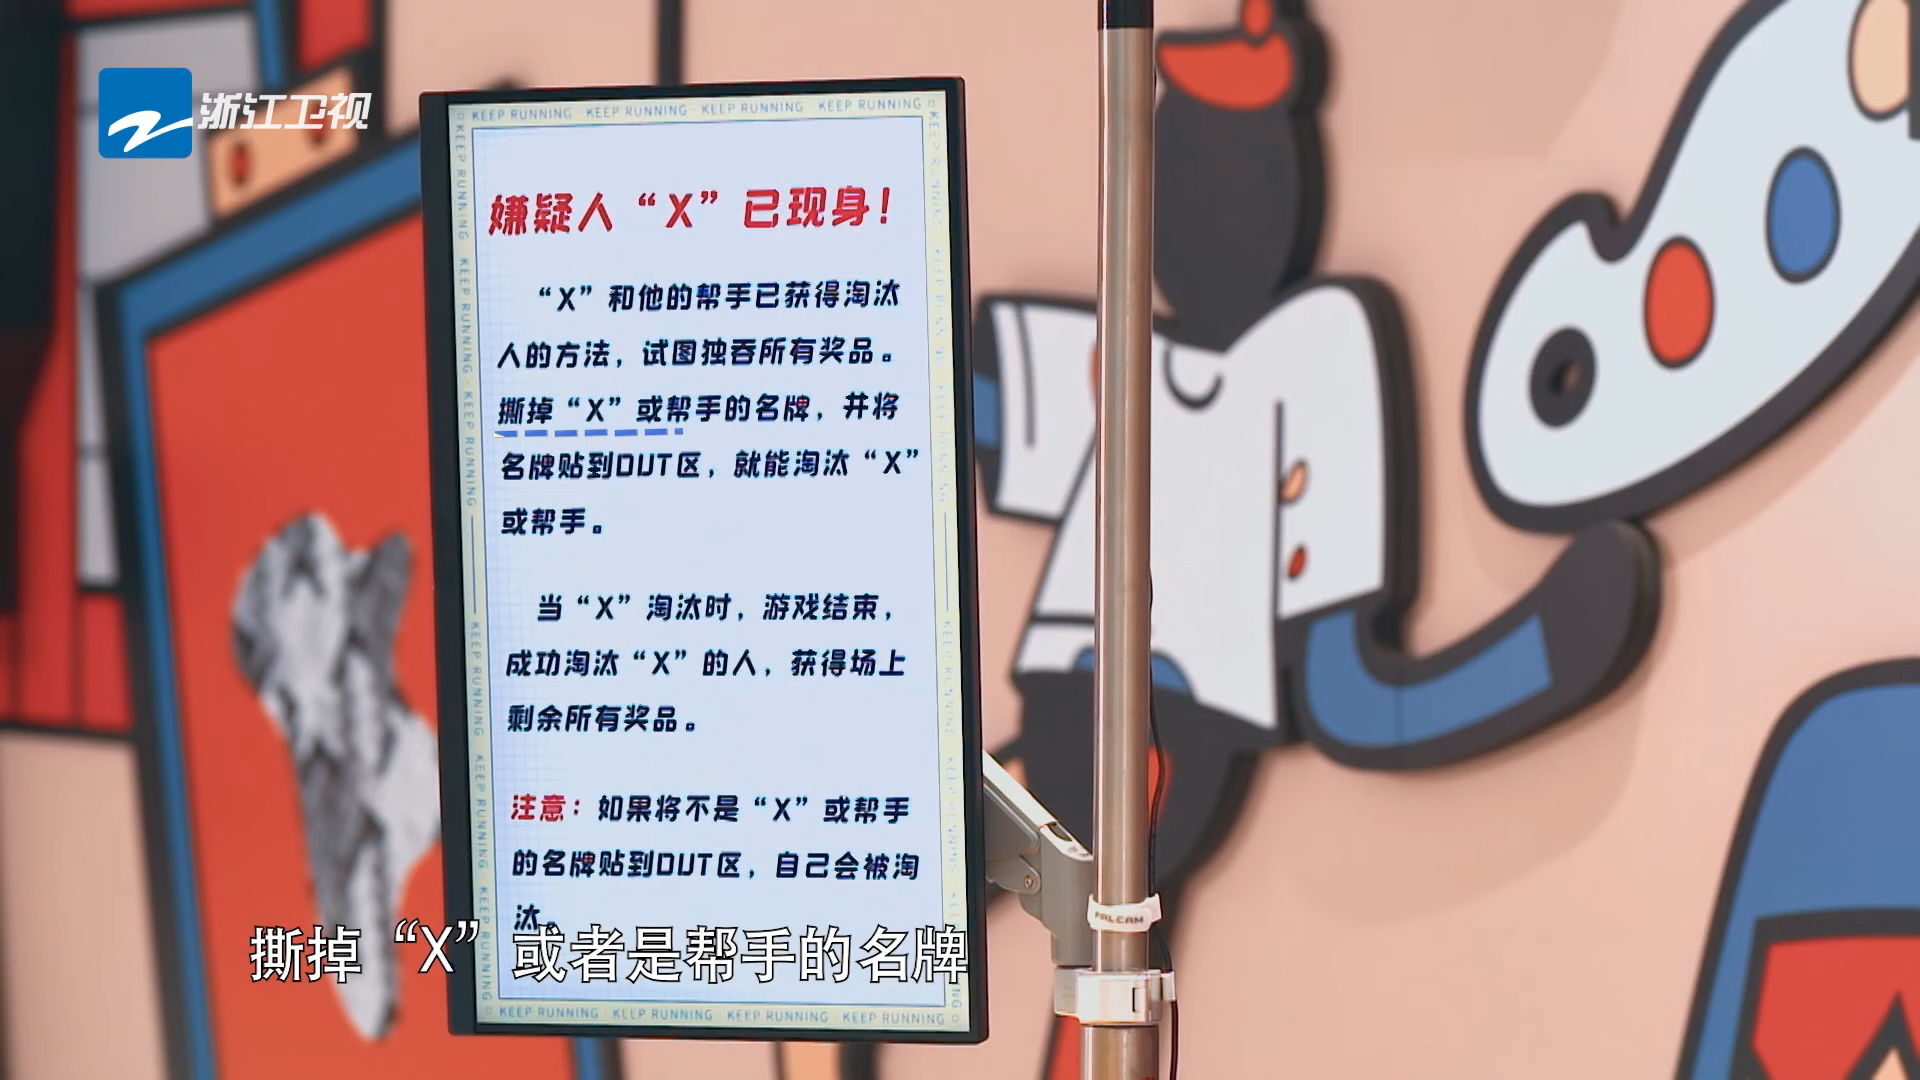 浙江卫视
KEEP RUNNING · KEEP RUNNING · KEEP RUNNING · KEEP RUNNING
嫌疑人“X”已现身！
“X”和他的帮手已获得淘汰
人的方法，试图独吞所有奖品。
撕掉“X”或帮手的名牌，并将
名牌贴到OUT区，就能淘汰“X”
或帮手。
当“X”淘汰时，游戏结束，
成功淘汰“X”的人，获得场上
剩余所有奖品。
注意：如果将不是“X”或帮手
的名牌贴到OUT区，自己会被淘
汰。
撕掉“X”或者是帮手的名牌
KEEP RUNNING · KEEP RUNNING · KEEP RUNNING · KEEP RUNNING
FALCAM